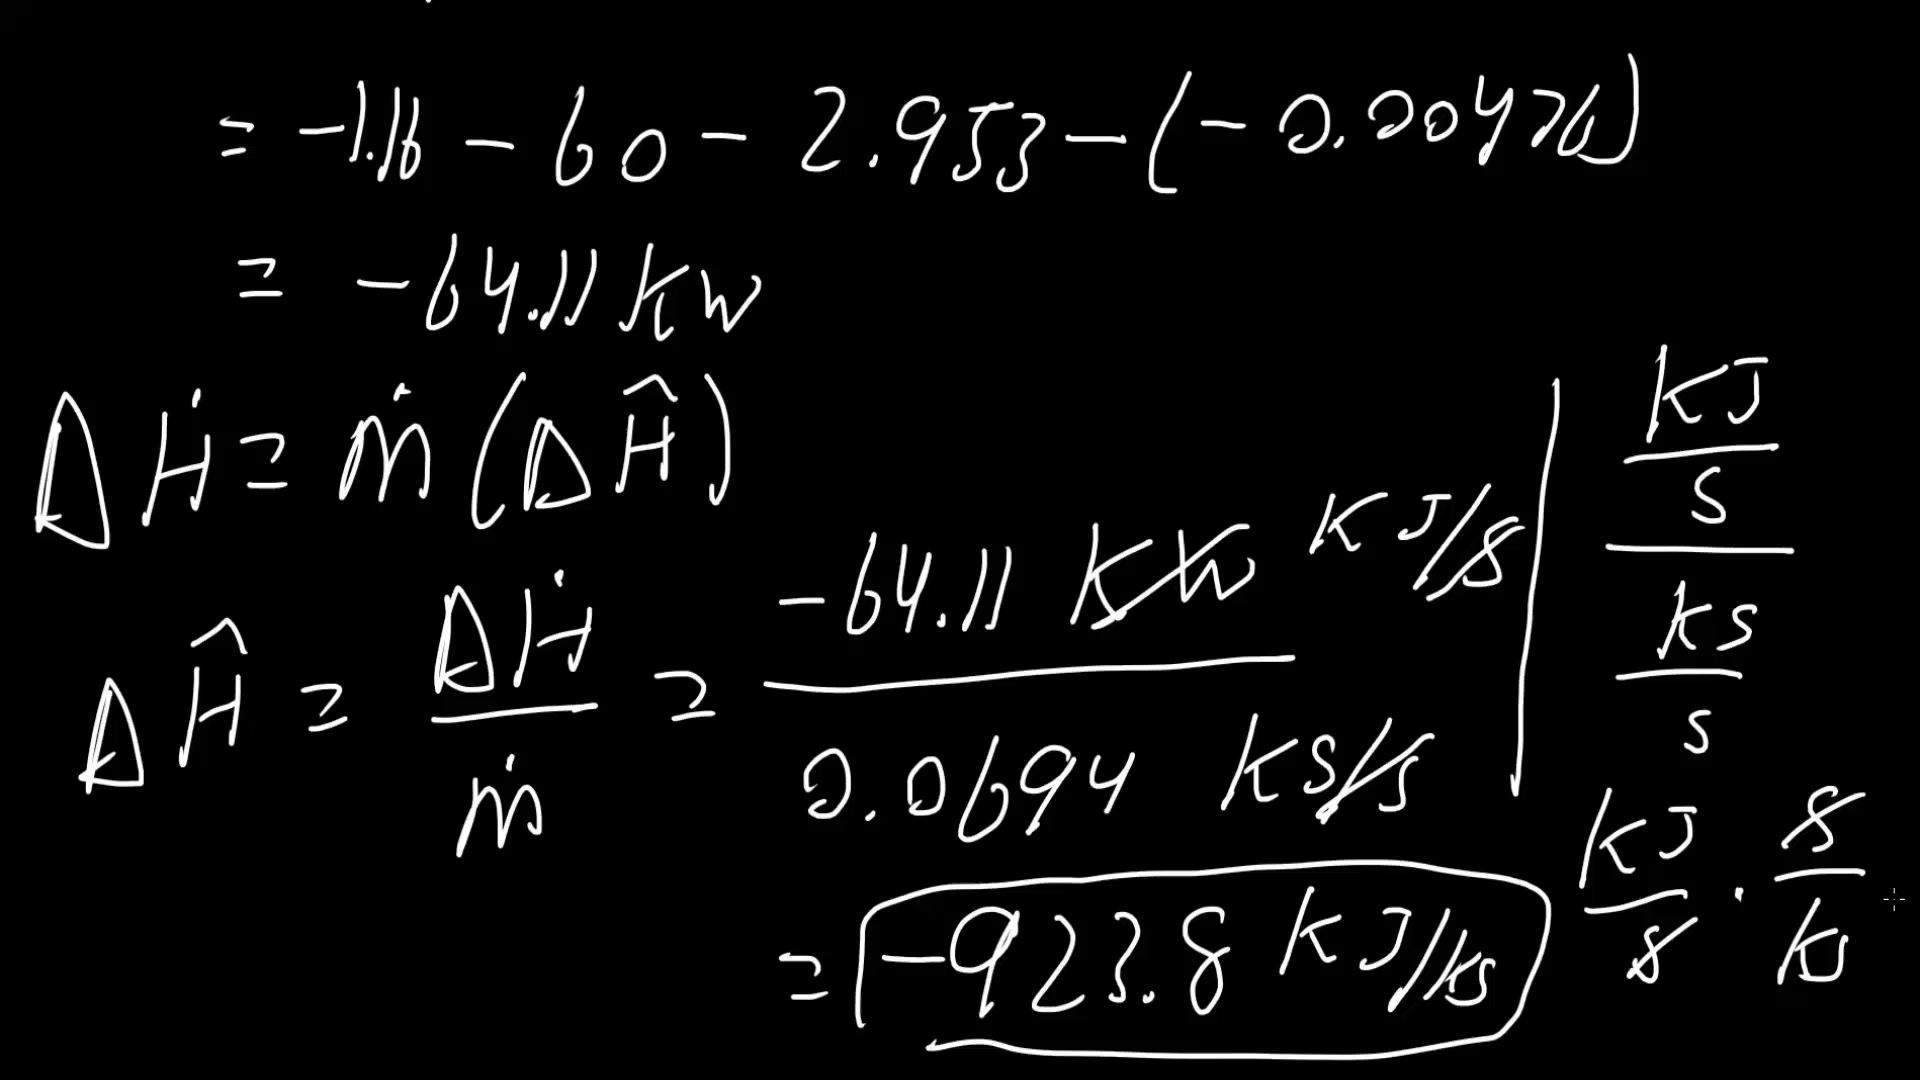 = -1.16 - 60 - 2.953 - (-0.00476)
= -64.11 KW
ΔḢ = ṁ(ΔĤ)
ΔĤ = ΔḢ / ṁ = -64.11 KW KJ/s / 0.0694 KG/s
= -923.8 KJ/KG
KJ
S
KG
S
KJ/s · s/KG